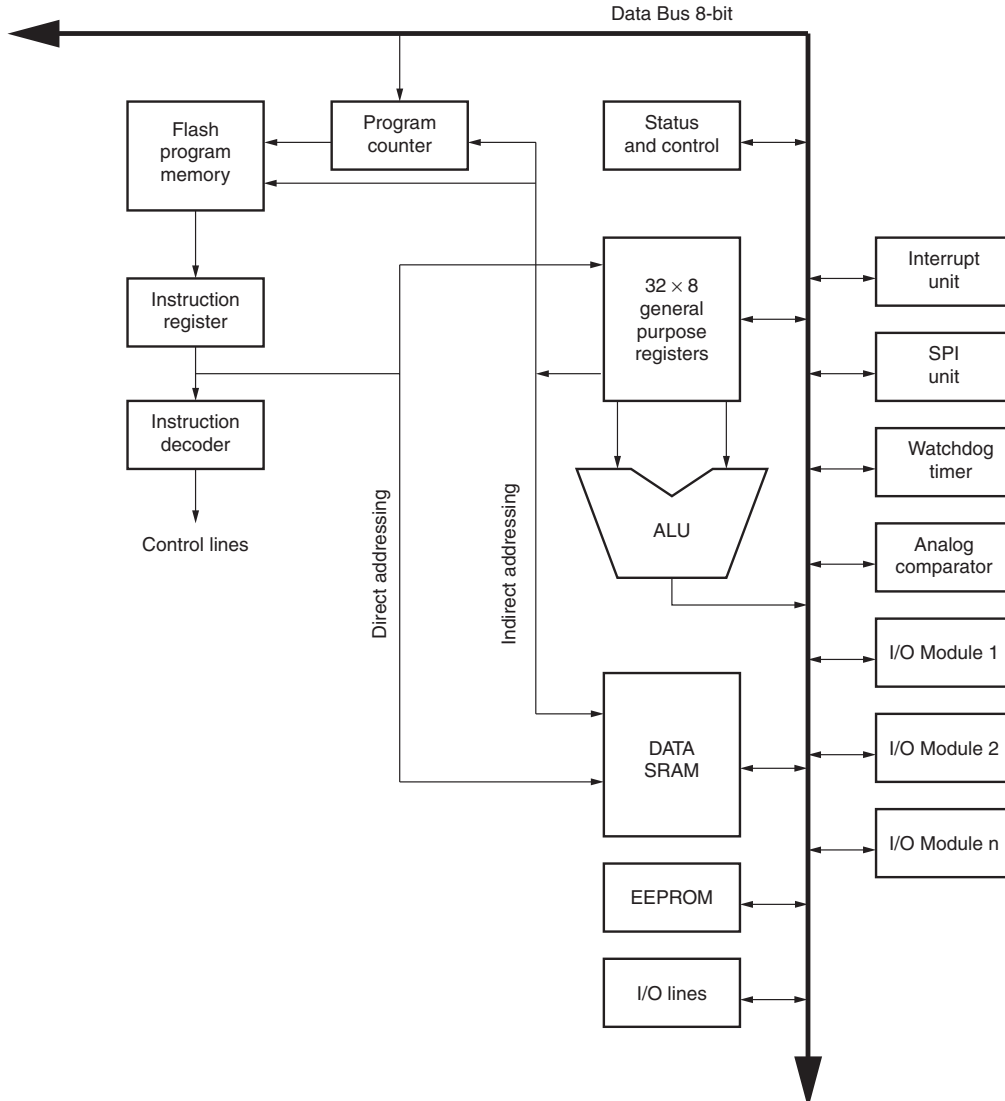 Data Bus 8-bit
Flash
program
memory
Program
counter
Status
and control
Instruction
register
32 × 8
general
purpose
registers
Interrupt
unit
SPI
unit
Instruction
decoder
Watchdog
timer
Control lines
Direct addressing
Indirect addressing
ALU
Analog
comparator
I/O Module 1
DATA
SRAM
I/O Module 2
I/O Module n
EEPROM
I/O lines